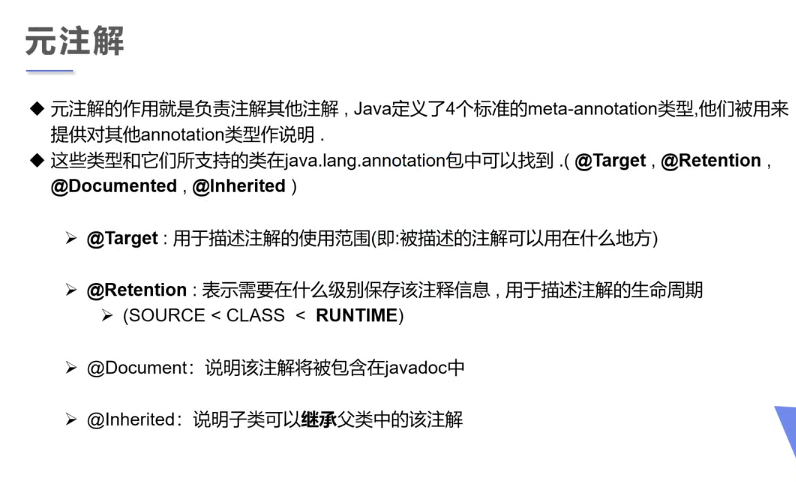 元注解
◆ 元注解的作用就是负责注解其他注解 , Java定义了4个标准的meta-annotation类型,他们被用来
提供对其他annotation类型作说明 .
◆ 这些类型和它们所支持的类在java.lang.annotation包中可以找到 .( @Target , @Retention ,
@Documented , @Inherited )
➢ @Target : 用于描述注解的使用范围(即:被描述的注解可以用在什么地方)
➢ @Retention : 表示需要在什么级别保存该注释信息 , 用于描述注解的生命周期
➢ (SOURCE < CLASS < RUNTIME)
➢ @Document：说明该注解将被包含在javadoc中
➢ @Inherited：说明子类可以继承父类中的该注解